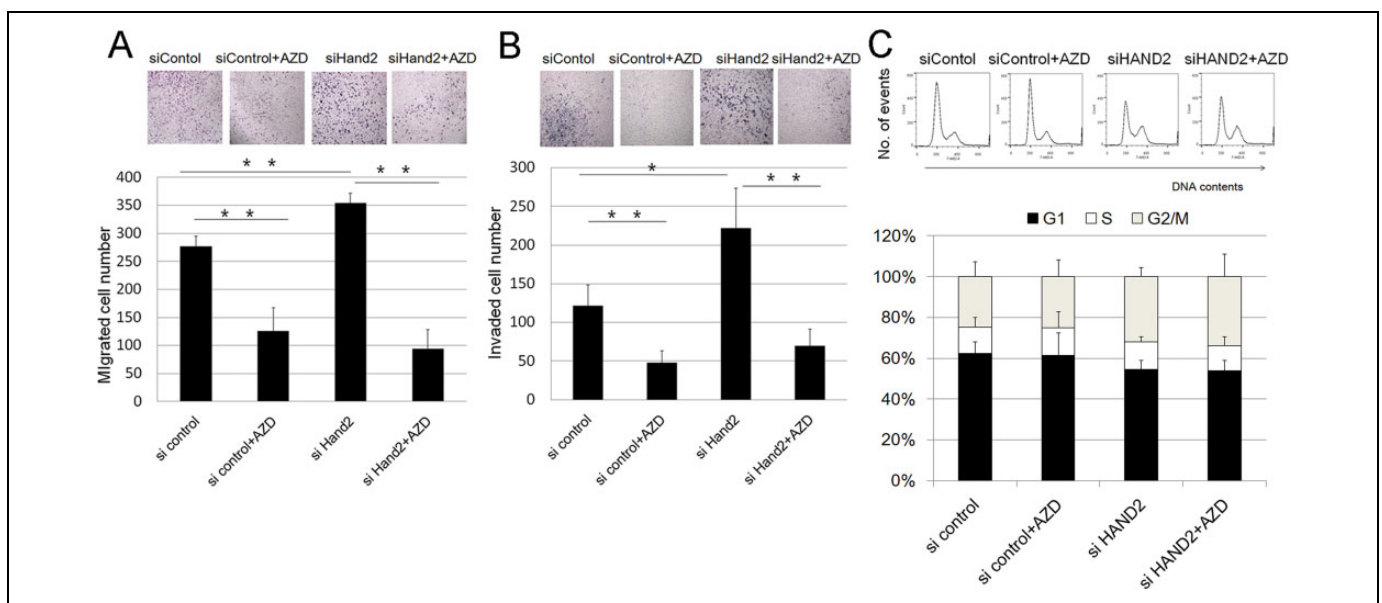 A
siContol siControl+AZD siHand2 siHand2+AZD
* *
* *
* *
MIgrated cell number
400
350
300
250
200
150
100
50
0
si control
si control+AZD
si Hand2
si Hand2+AZD
B
siContol siControl+AZD siHand2 siHand2+AZD
*
* *
* *
Invaded cell number
300
250
200
150
100
50
0
si control
si control+AZD
si Hand2
si Hand2+AZD
C
siContol siControl+AZD siHAND2 siHAND2+AZD
No. of events
DNA contents
G1 S G2/M
120%
100%
80%
60%
40%
20%
0%
si control
si control+AZD
si HAND2
si HAND2+AZD